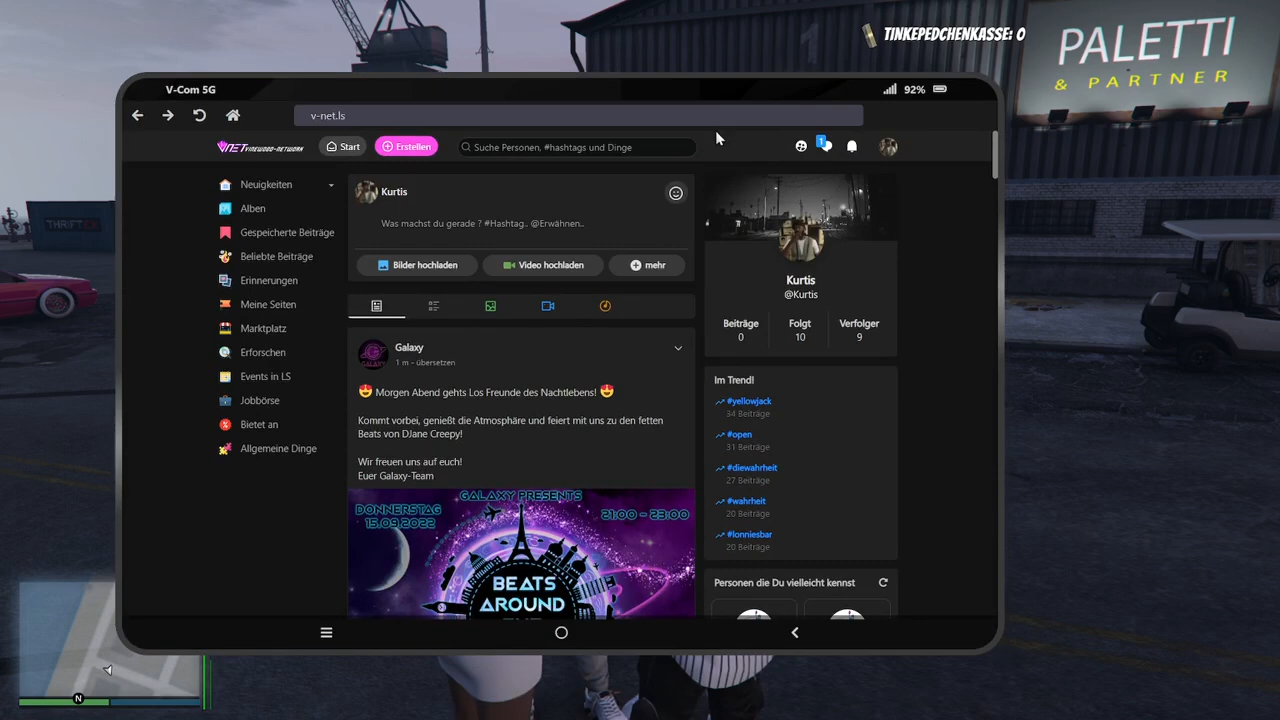 TINKEPEDCHENKASSE: 0
PALETTI
& PARTNER
V-Com 5G
92%
v-net.ls
VNET VINEWOOD-NETWORK
Start
Erstellen
Suche Personen, #hashtags und Dinge
1
Neuigkeiten
Alben
Gespeicherte Beiträge
Beliebte Beiträge
Erinnerungen
Meine Seiten
Marktplatz
Erforschen
Events in LS
Jobbörse
Bietet an
Allgemeine Dinge
Kurtis
Was machst du gerade ? #Hashtag.. @Erwähnen..
Bilder hochladen
Video hochladen
mehr
Galaxy
1 m - übersetzen
Morgen Abend gehts Los Freunde des Nachtlebens!
Kommt vorbei, genießt die Atmosphäre und feiert mit uns zu den fetten
Beats von DJane Creepy!
Wir freuen uns auf euch!
Euer Galaxy-Team
GALAXY PRESENTS
DONNERSTAG
15.09.2022
21:00 - 23:00
BEATS
AROUND
Kurtis
@Kurtis
Beiträge
0
Folgt
10
Verfolger
9
Im Trend!
#yellowjack
34 Beiträge
#open
31 Beiträge
#diewahrheit
27 Beiträge
#wahrheit
20 Beiträge
#lonniesbar
20 Beiträge
Personen die Du vielleicht kennst
N